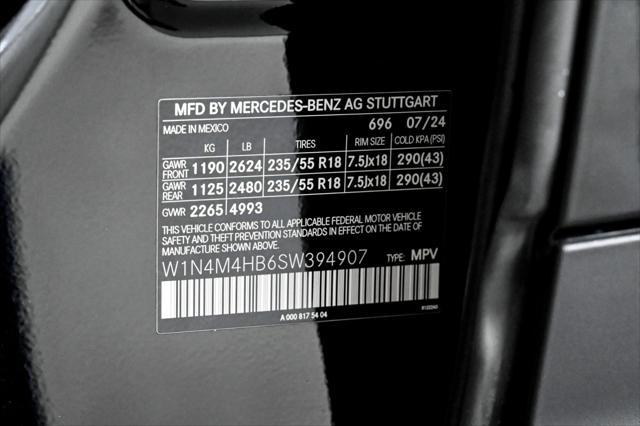 MFD BY MERCEDES-BENZ AG STUTTGART
MADE IN MEXICO 696 07/24
KG LB TIRES RIM SIZE COLD KPA (PSI)
GAWR FRONT 1190 2624 235/55 R18 7.5Jx18 290(43)
GAWR REAR 1125 2480 235/55 R18 7.5Jx18 290(43)
GVWR 2265 4993
THIS VEHICLE CONFORMS TO ALL APPLICABLE FEDERAL MOTOR VEHICLE
SAFETY AND THEFT PREVENTION STANDARDS IN EFFECT ON THE DATE OF
MANUFACTURE SHOWN ABOVE.
W1N4M4HB6SW394907 TYPE: MPV
A 000 817 54 04